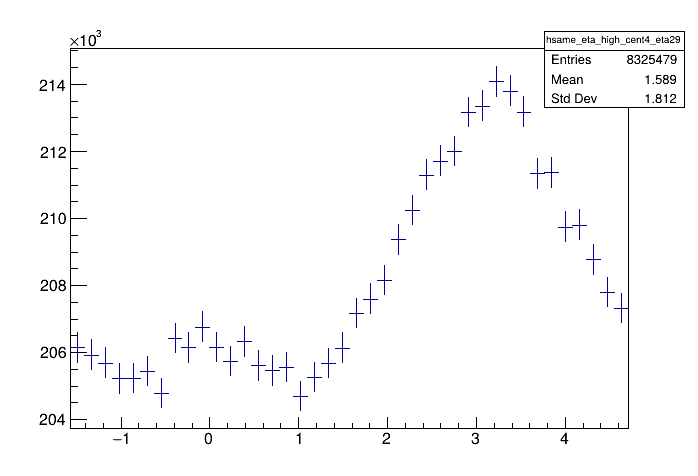 ×10³
hsame_eta_high_cent4_eta29
Entries 8325479
Mean 1.589
Std Dev 1.812
214
212
210
208
206
204
−1 0 1 2 3 4